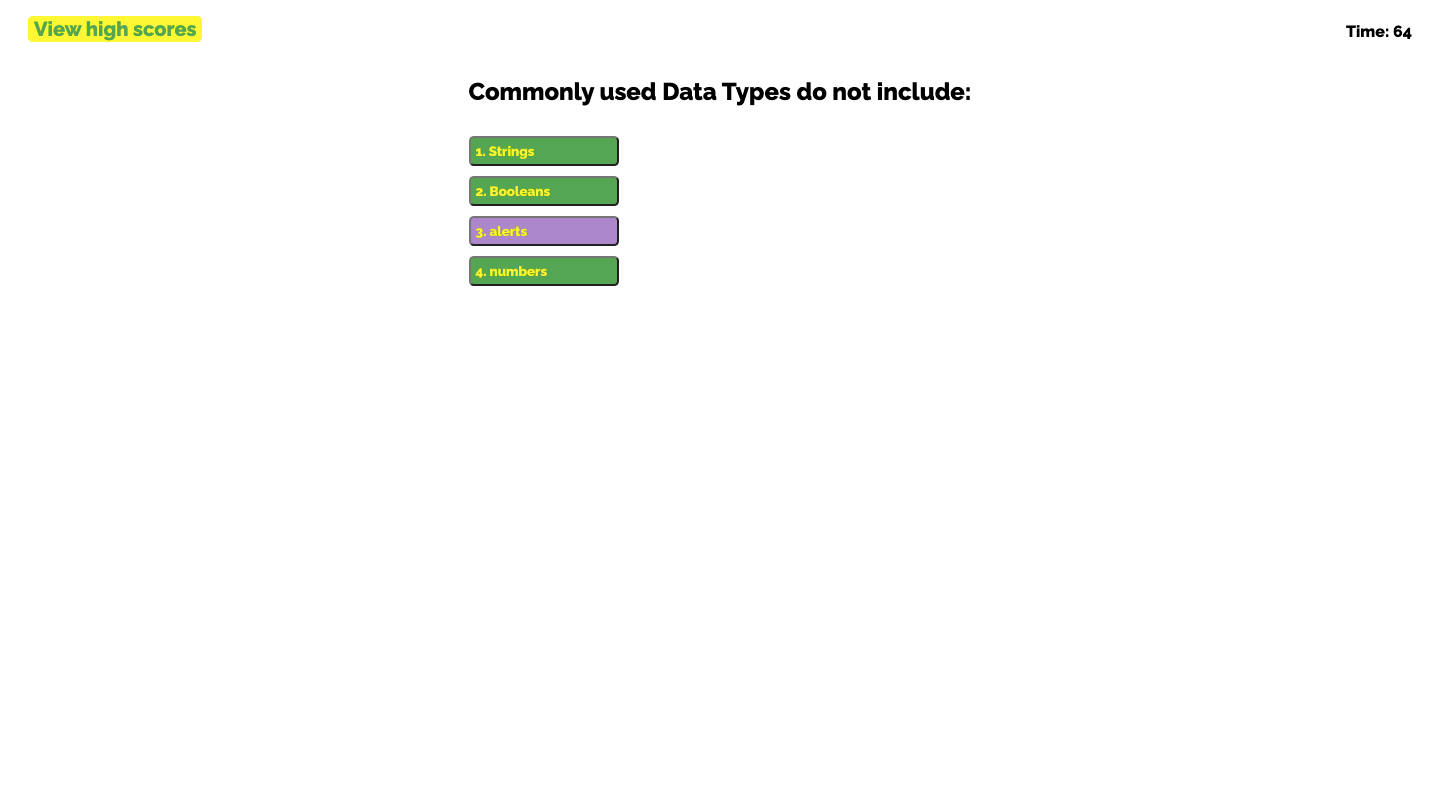 View high scores
Time: 64
Commonly used Data Types do not include:
1. Strings
2. Booleans
3. alerts
4. numbers